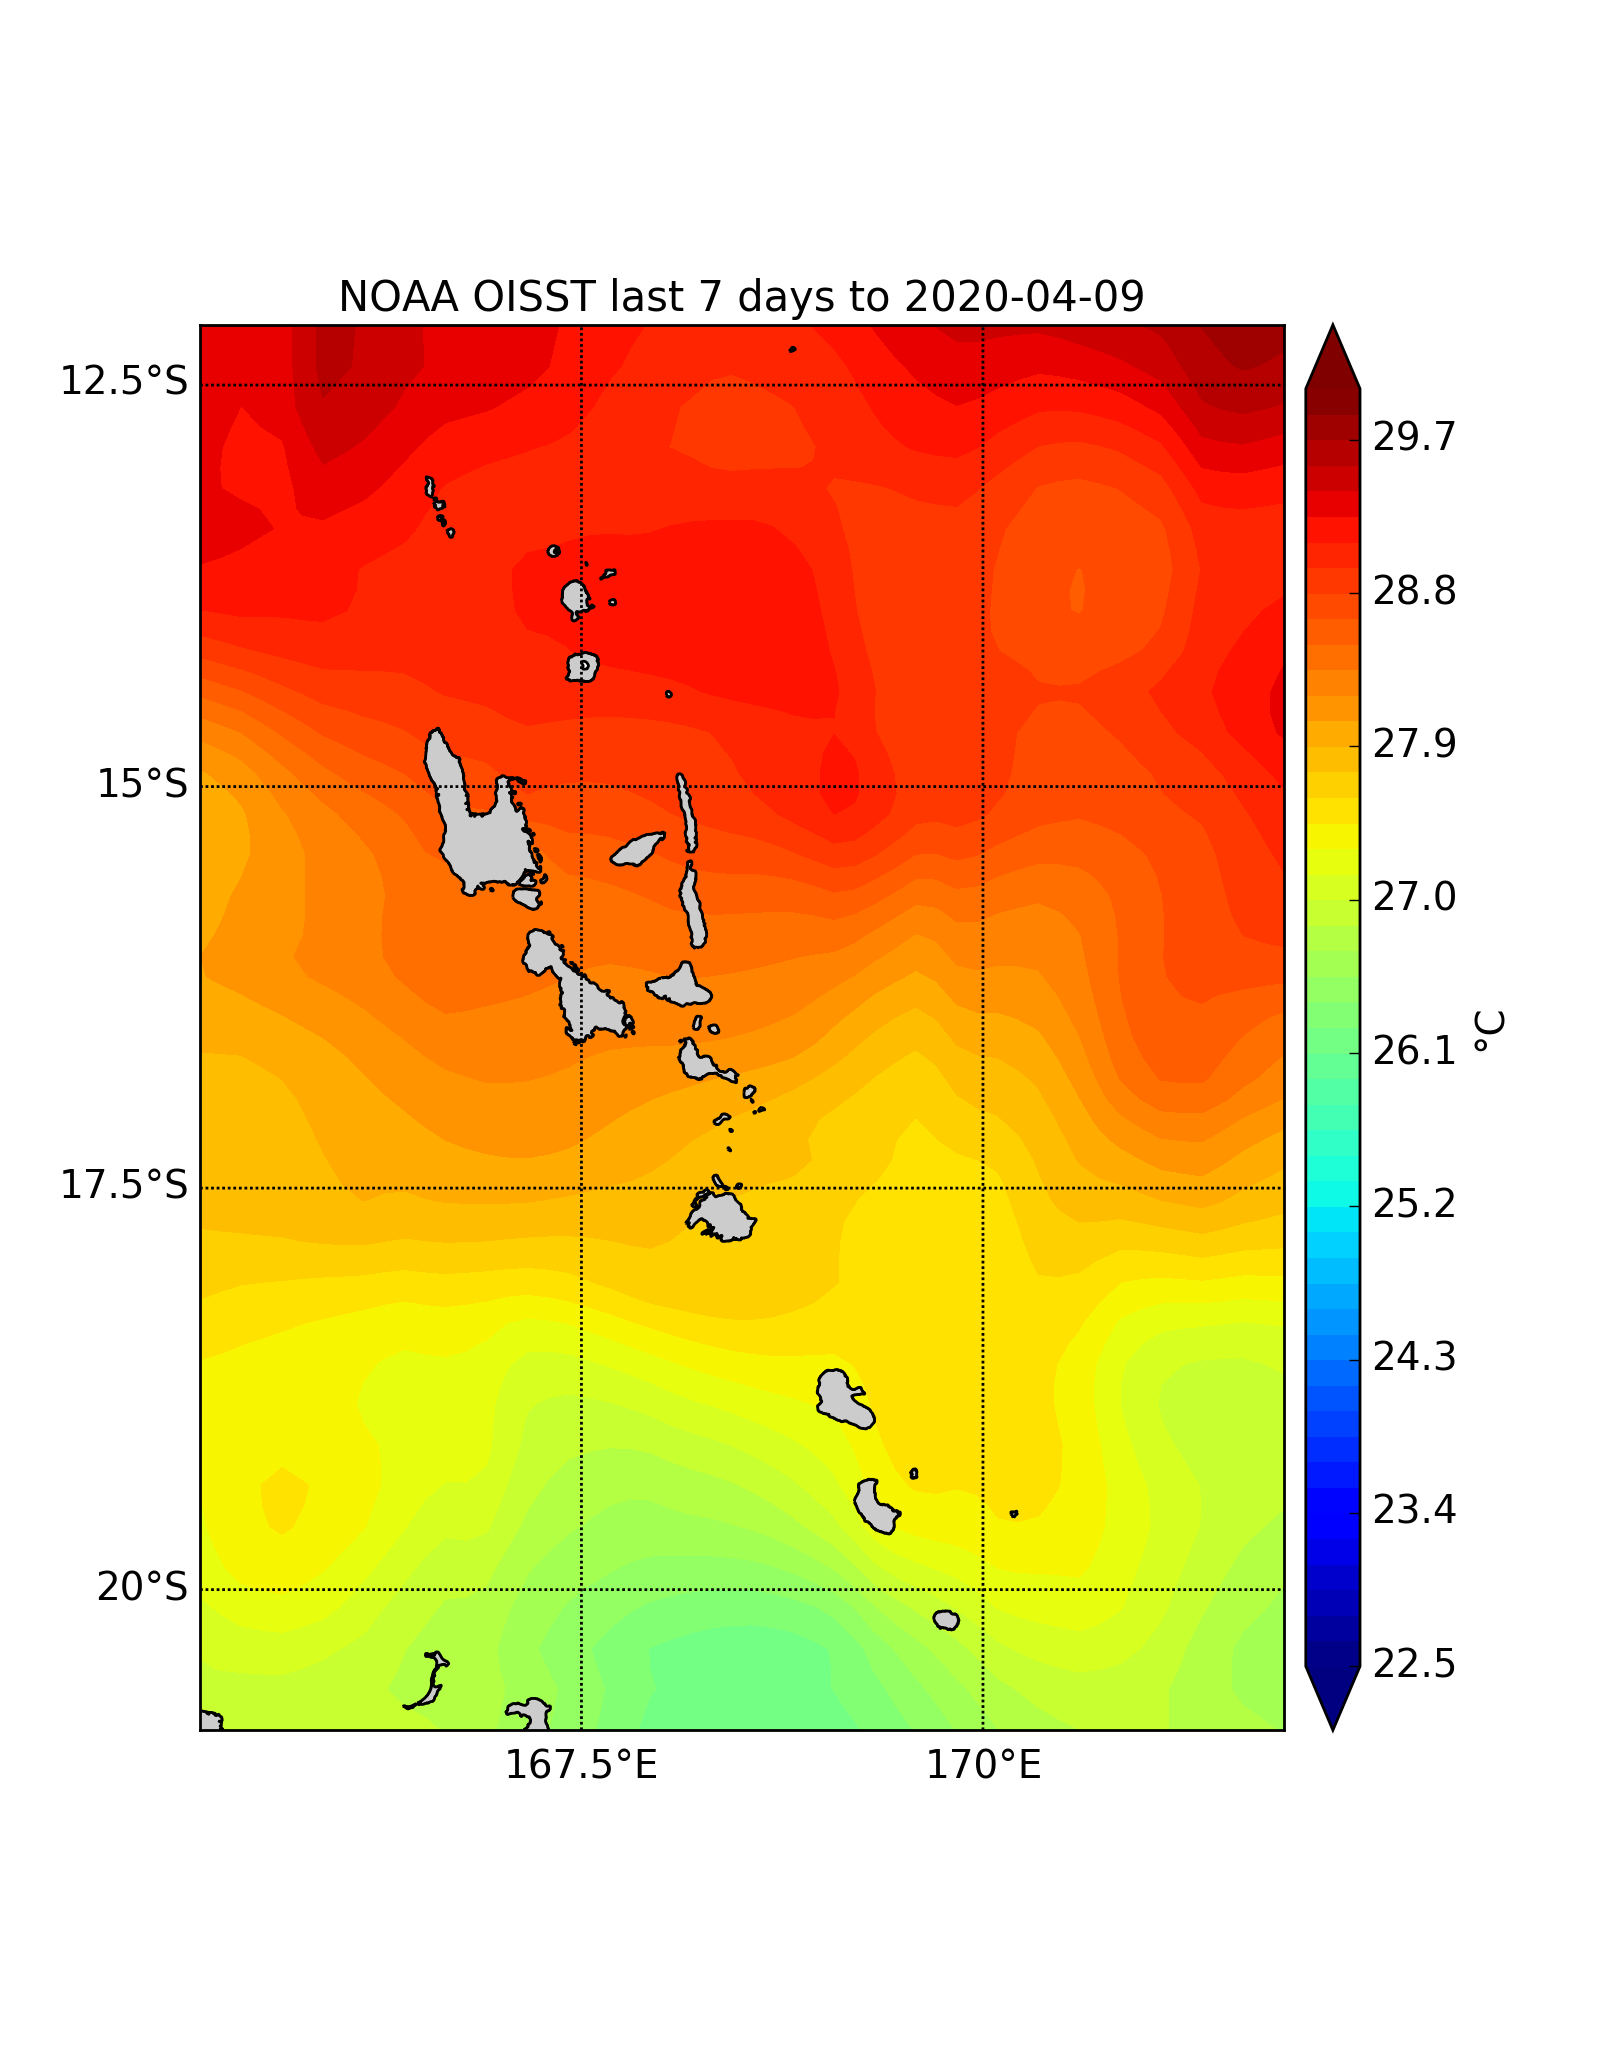 NOAA OISST last 7 days to 2020-04-09
12.5°S
15°S
17.5°S
20°S
167.5°E
170°E
29.7
28.8
27.9
27.0
26.1
25.2
24.3
23.4
22.5
°C